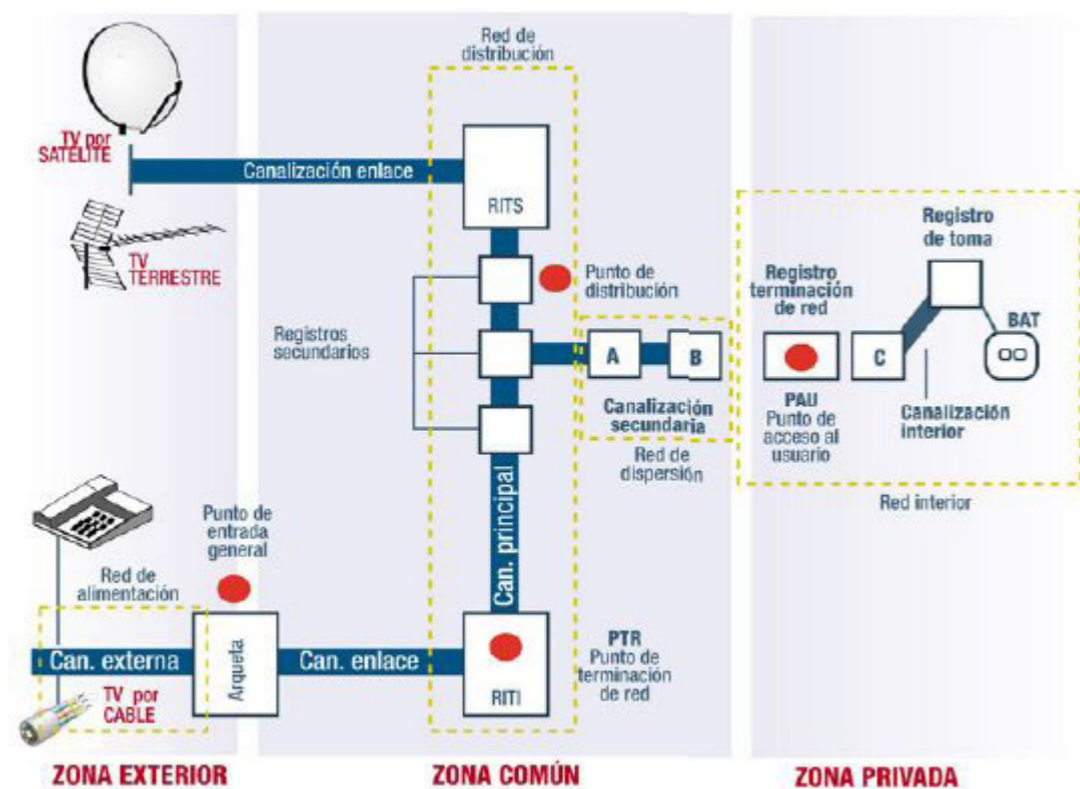 Red de
distribución
TV por
SATÉLITE
Canalización enlace
RITS
TV
TERRESTRE
Punto de
distribución
Registros
secundarios
A
B
Canalización
secundaria
Red de
dispersión
Registro
de toma
Registro
terminación
de red
BAT
C
PAU
Punto de
acceso al
usuario
Canalización
interior
Red interior
Can. principal
Punto de
entrada
general
Red de
alimentación
Can. externa
Arqueta
Can. enlace
RITI
PTR
Punto de
terminación
de red
TV por
CABLE
ZONA EXTERIOR
ZONA COMÚN
ZONA PRIVADA